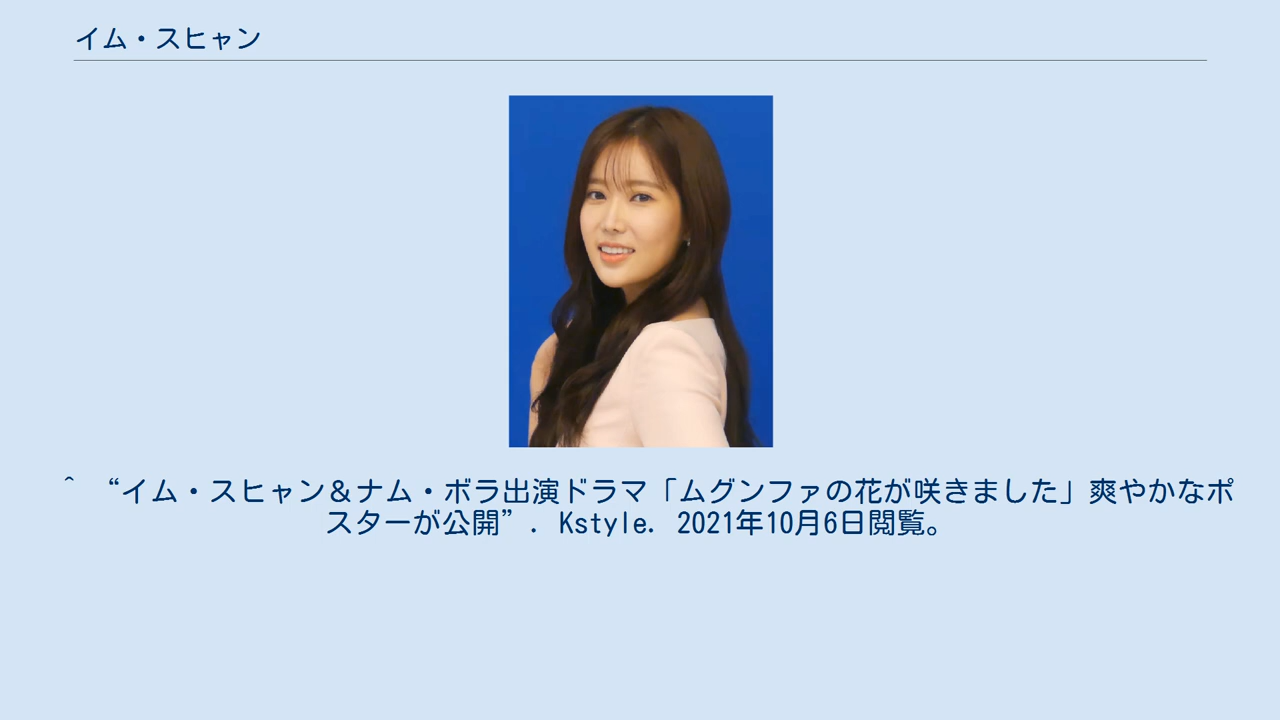 イム・スヒャン
^ “イム・スヒャン＆ナム・ボラ出演ドラマ「ムグンファの花が咲きました」爽やかなポ
スターが公開”. Kstyle. 2021年10月6日閲覧。